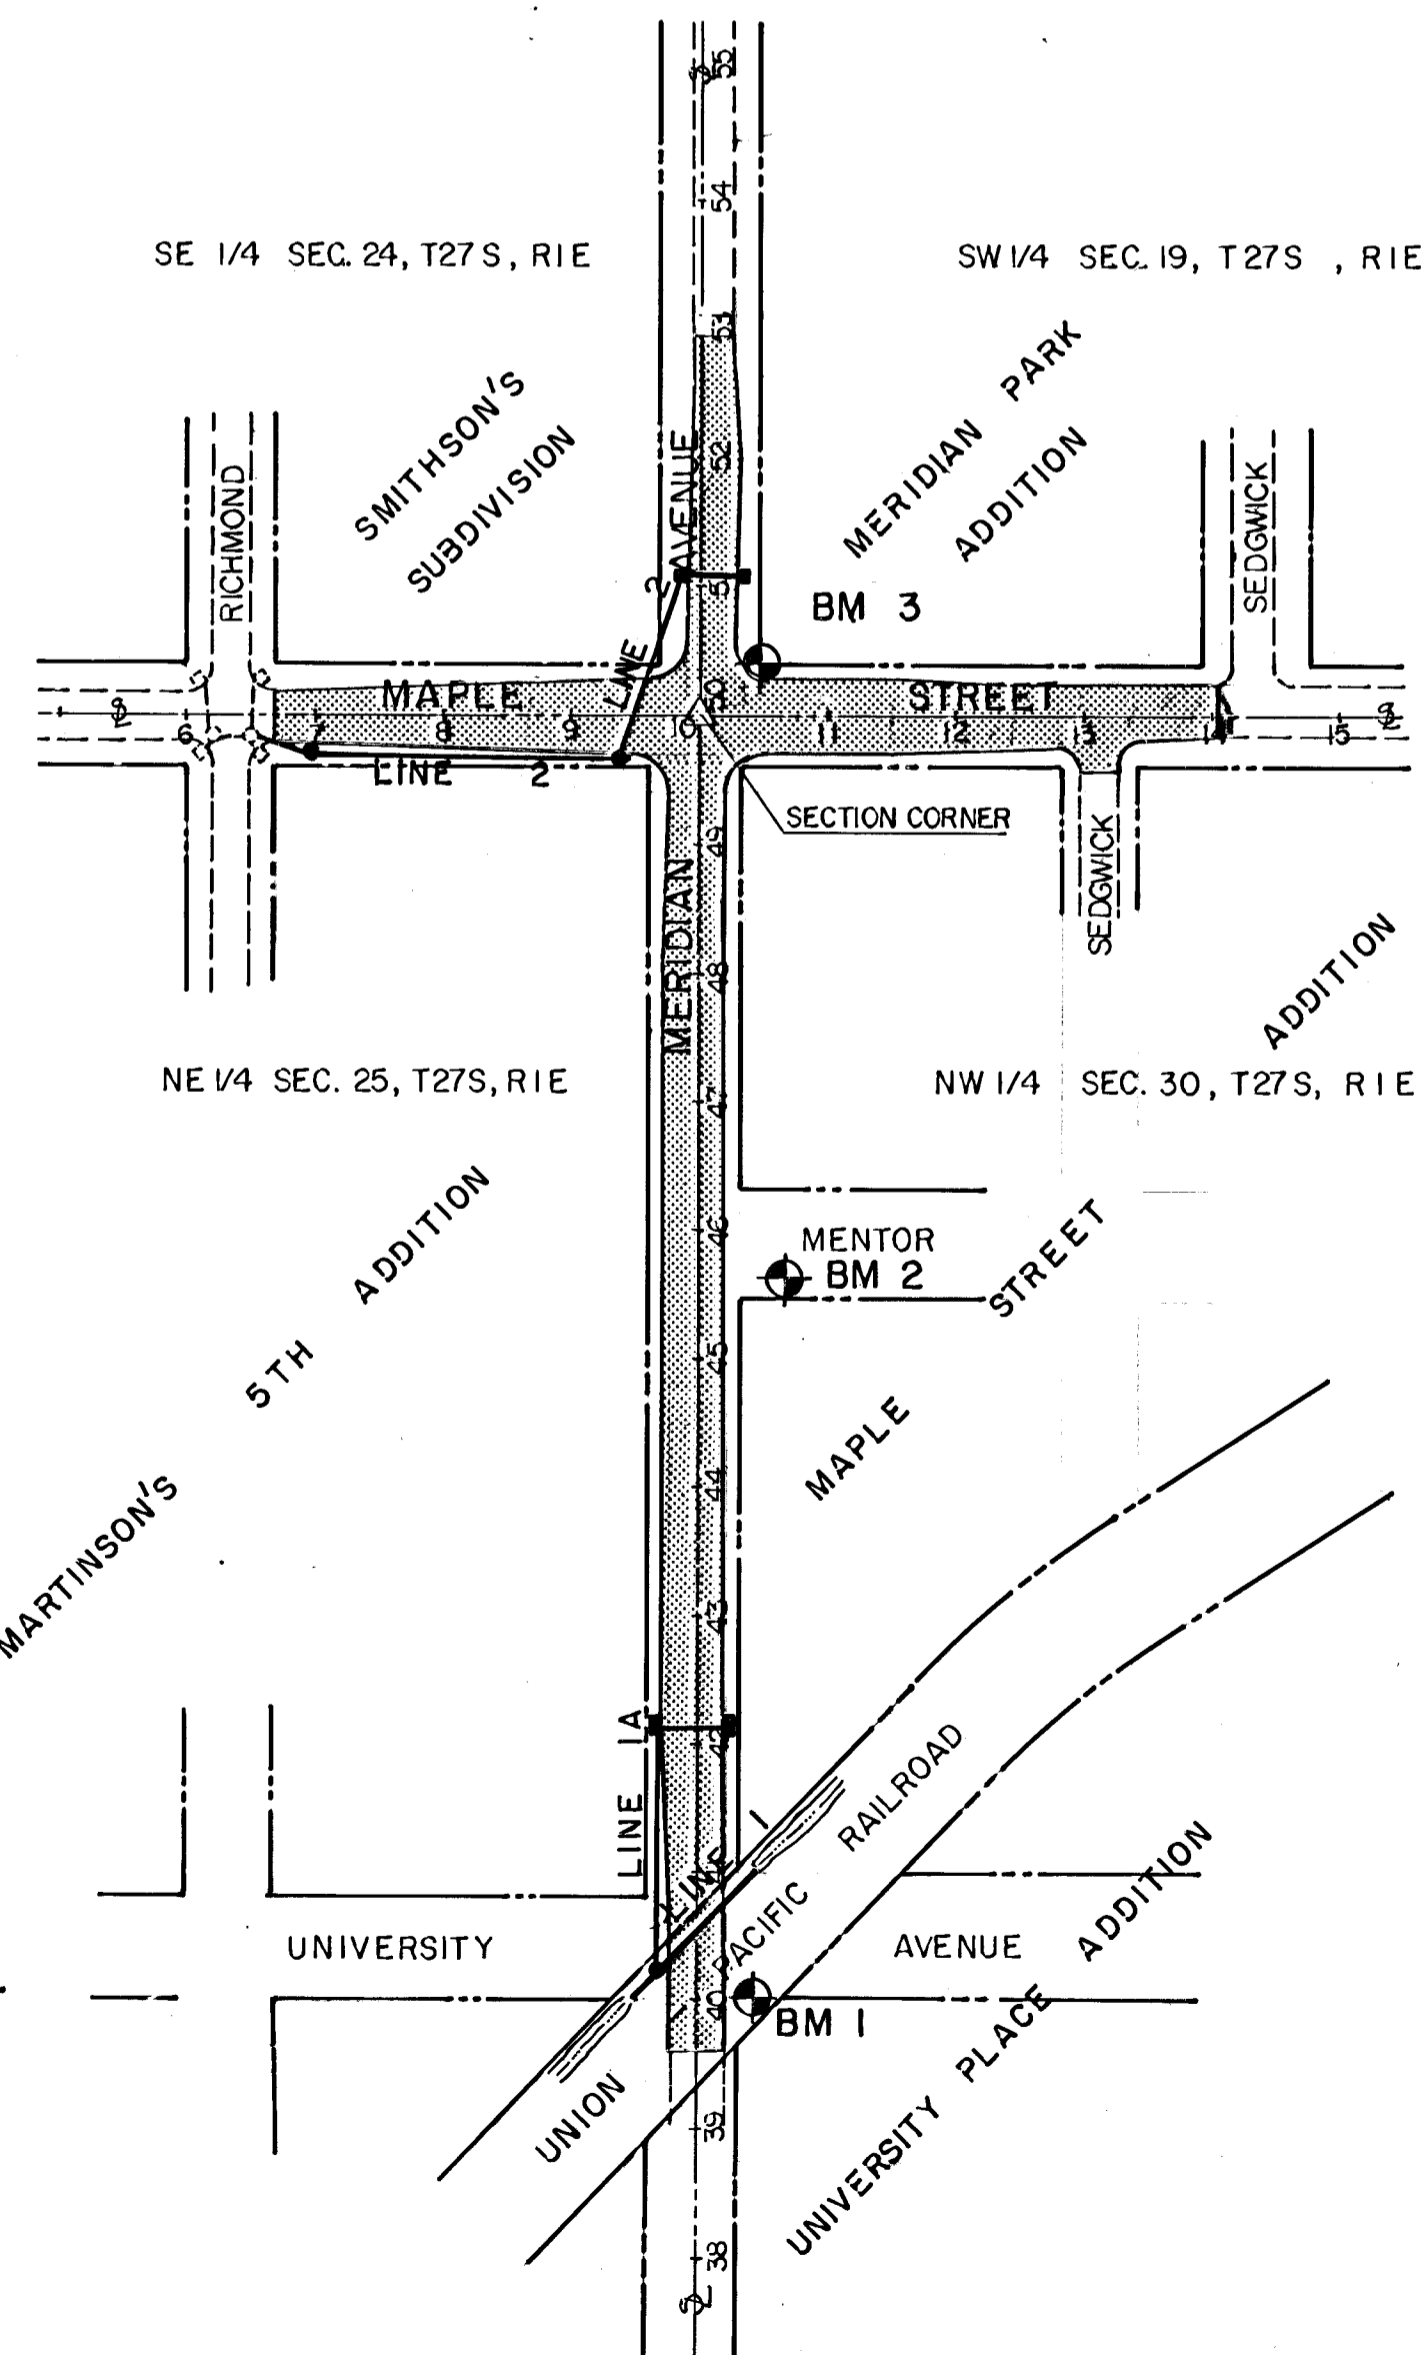 55
54
SE 1/4 SEC. 24, T27S, R1E
SW 1/4 SEC. 19, T27S , R1E
53
SMITHSON'S
SUBDIVISION
MERIDIAN PARK
ADDITION
RICHMOND
AVENUE
52
SEDGWICK
51
BM 3
LINE 2
MAPLE STREET
50
6 7 8 9 10 11 12 13 14 15
LINE 2
SECTION CORNER
49
SEDGWICK
MERIDIAN
48
ADDITION
NE 1/4 SEC. 25, T27S, R1E
NW 1/4 SEC. 30, T27S, R1E
47
46
MENTOR
BM 2
STREET
MAPLE
45
MARTINSON'S 5TH ADDITION
44
43
LINE 1A
42
LINE 1
UNION PACIFIC RAILROAD
UNIVERSITY AVENUE
40
BM 1
UNIVERSITY PLACE ADDITION
39
38